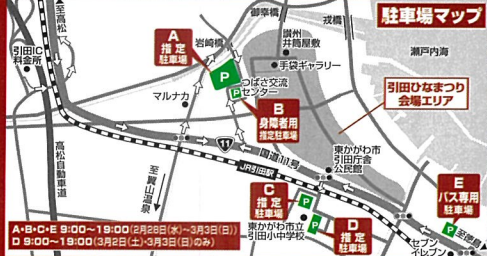 駐車場マップ
至高松
御幸橋
戎橋
讃州
井筒屋敷
岩崎橋
瀬戸内海
A
指定
駐車場
引田IC
料金所
手袋ギャラリー
P
つばさ交流
センター
P
マルナカ
引田ひなまつり
会場エリア
B
身障者用
指定駐車場
11
国道11号
東かがわ市
引田庁舎
公民館
高松自動車道
JR引田駅
至翼山温泉
E
バス専用
駐車場
C
指定
駐車場
P
P
P
至徳島
東かがわ市立
引田小中学校
D
指定
駐車場
セブン
イレブン
A・B・C・E 9:00〜19:00(2月28日(水)〜3月3日(日))
D 9:00〜19:00(3月2日(土)・3月3日(日)のみ)